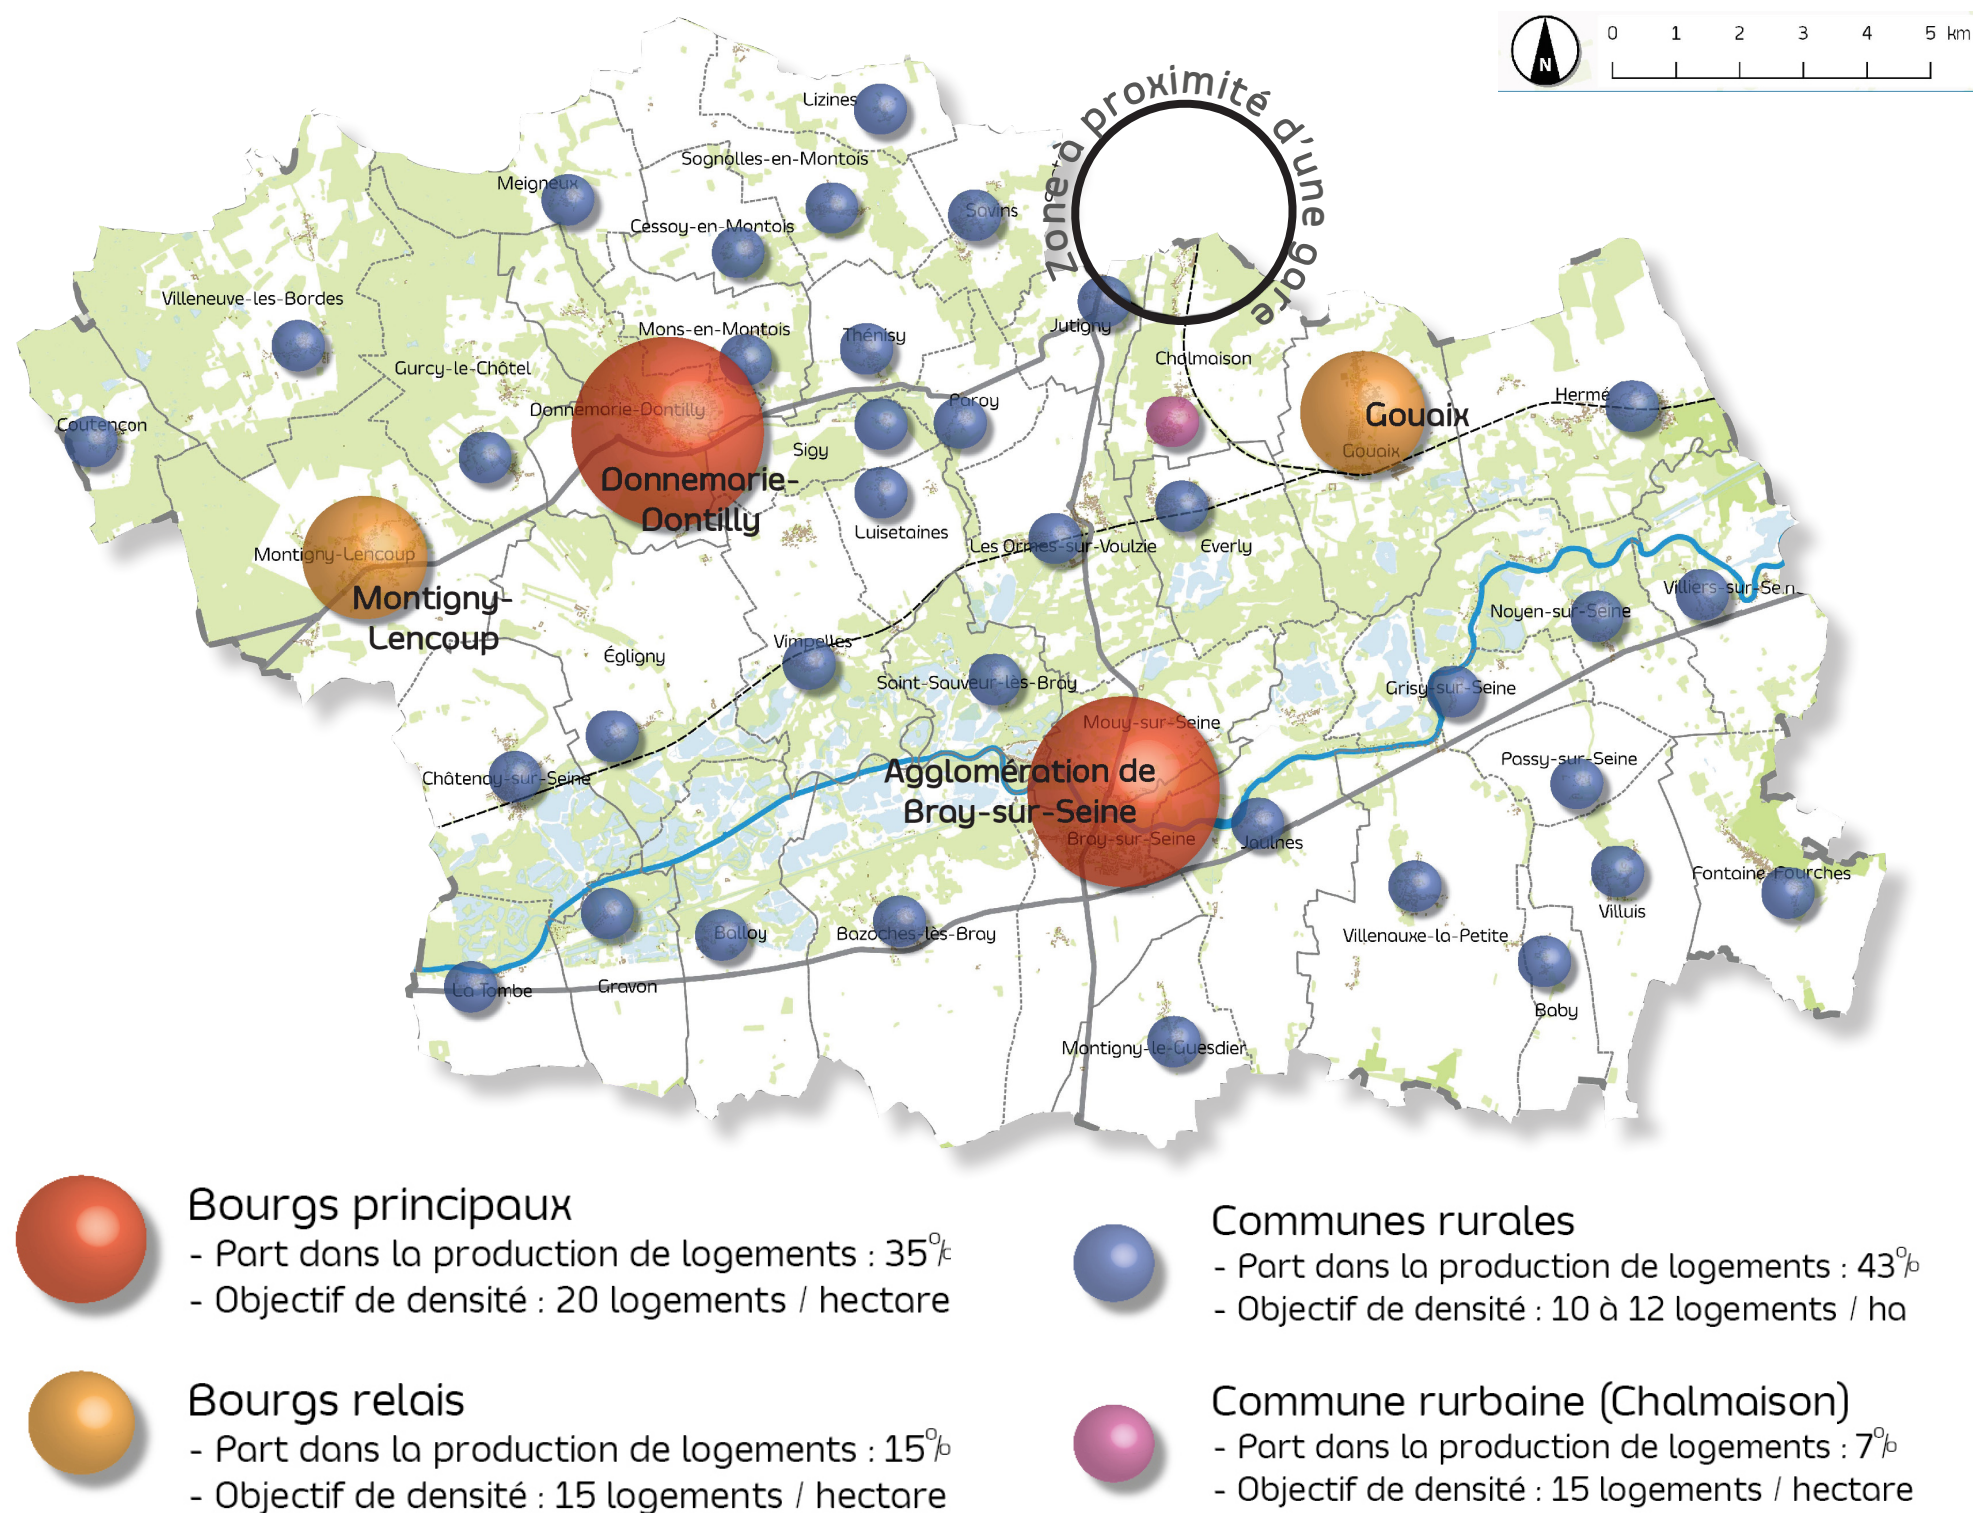 0 1 2 3 4 5 km
N
Zone à proximité d'une gare
Lizines
Sognolles-en-Montois
Meigneux
Savins
Cessoy-en-Montois
Villeneuve-les-Bordes
Mons-en-Montois
Thénisy
Jutigny
Chalmaison
Gurcy-le-Châtel
Hermé
Paroy
Donnemarie-Dontilly
Gouaix
Coutençon
Sigy
Gouaix
Donnemarie-
Dontilly
Luisetaines
Les Ormes-sur-Voulzie
Everly
Montigny-Lencoup
Montigny-
Lencoup
Villiers-sur-Sein
Noyen-sur-Seine
Vimpelles
Égligny
Saint-Sauveur-lès-Bray
Grisy-sur-Seine
Mouy-sur-Seine
Passy-sur-Seine
Châtenay-sur-Seine
Agglomération de
Bray-sur-Seine
Bray-sur-Seine
Jaulnes
Fontaine-Fourches
Villuis
Balloy
Bazoches-lès-Bray
Villenauxe-la-Petite
La Tombe
Gravon
Baby
Montigny-le-Guesdier
Bourgs principaux
- Part dans la production de logements : 35%
- Objectif de densité : 20 logements / hectare
Bourgs relais
- Part dans la production de logements : 15%
- Objectif de densité : 15 logements / hectare
Communes rurales
- Part dans la production de logements : 43%
- Objectif de densité : 10 à 12 logements / ha
Commune rurbaine (Chalmaison)
- Part dans la production de logements : 7%
- Objectif de densité : 15 logements / hectare